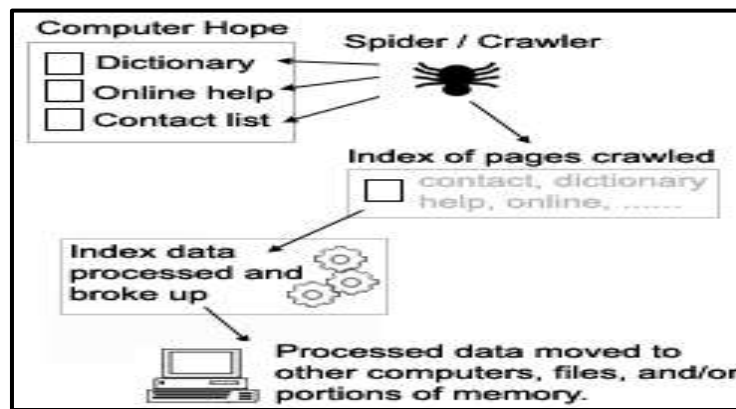 Computer Hope
Spider / Crawler
Dictionary
Online help
Contact list
Index of pages crawled
contact, dictionary
help, online, ......
Index data
processed and
broke up
Processed data moved to
other computers, files, and/or
portions of memory.